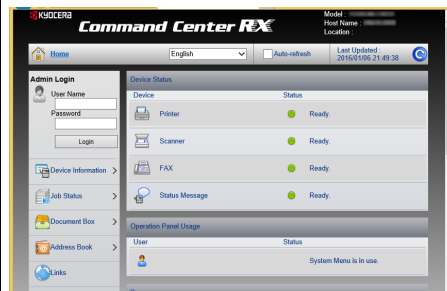 KYOCERA
Command Center RX
Model :
Host Name :
Location :
Home
English
Auto-refresh
Last Updated :
2016/01/06 21:49:38
Admin Login
User Name
Password
Login
Device Information
Job Status
Document Box
Address Book
Links
Device Status
Device Status
Printer Ready.
Scanner Ready.
FAX Ready.
Status Message Ready.
Operation Panel Usage
User Status
System Menu is in use.